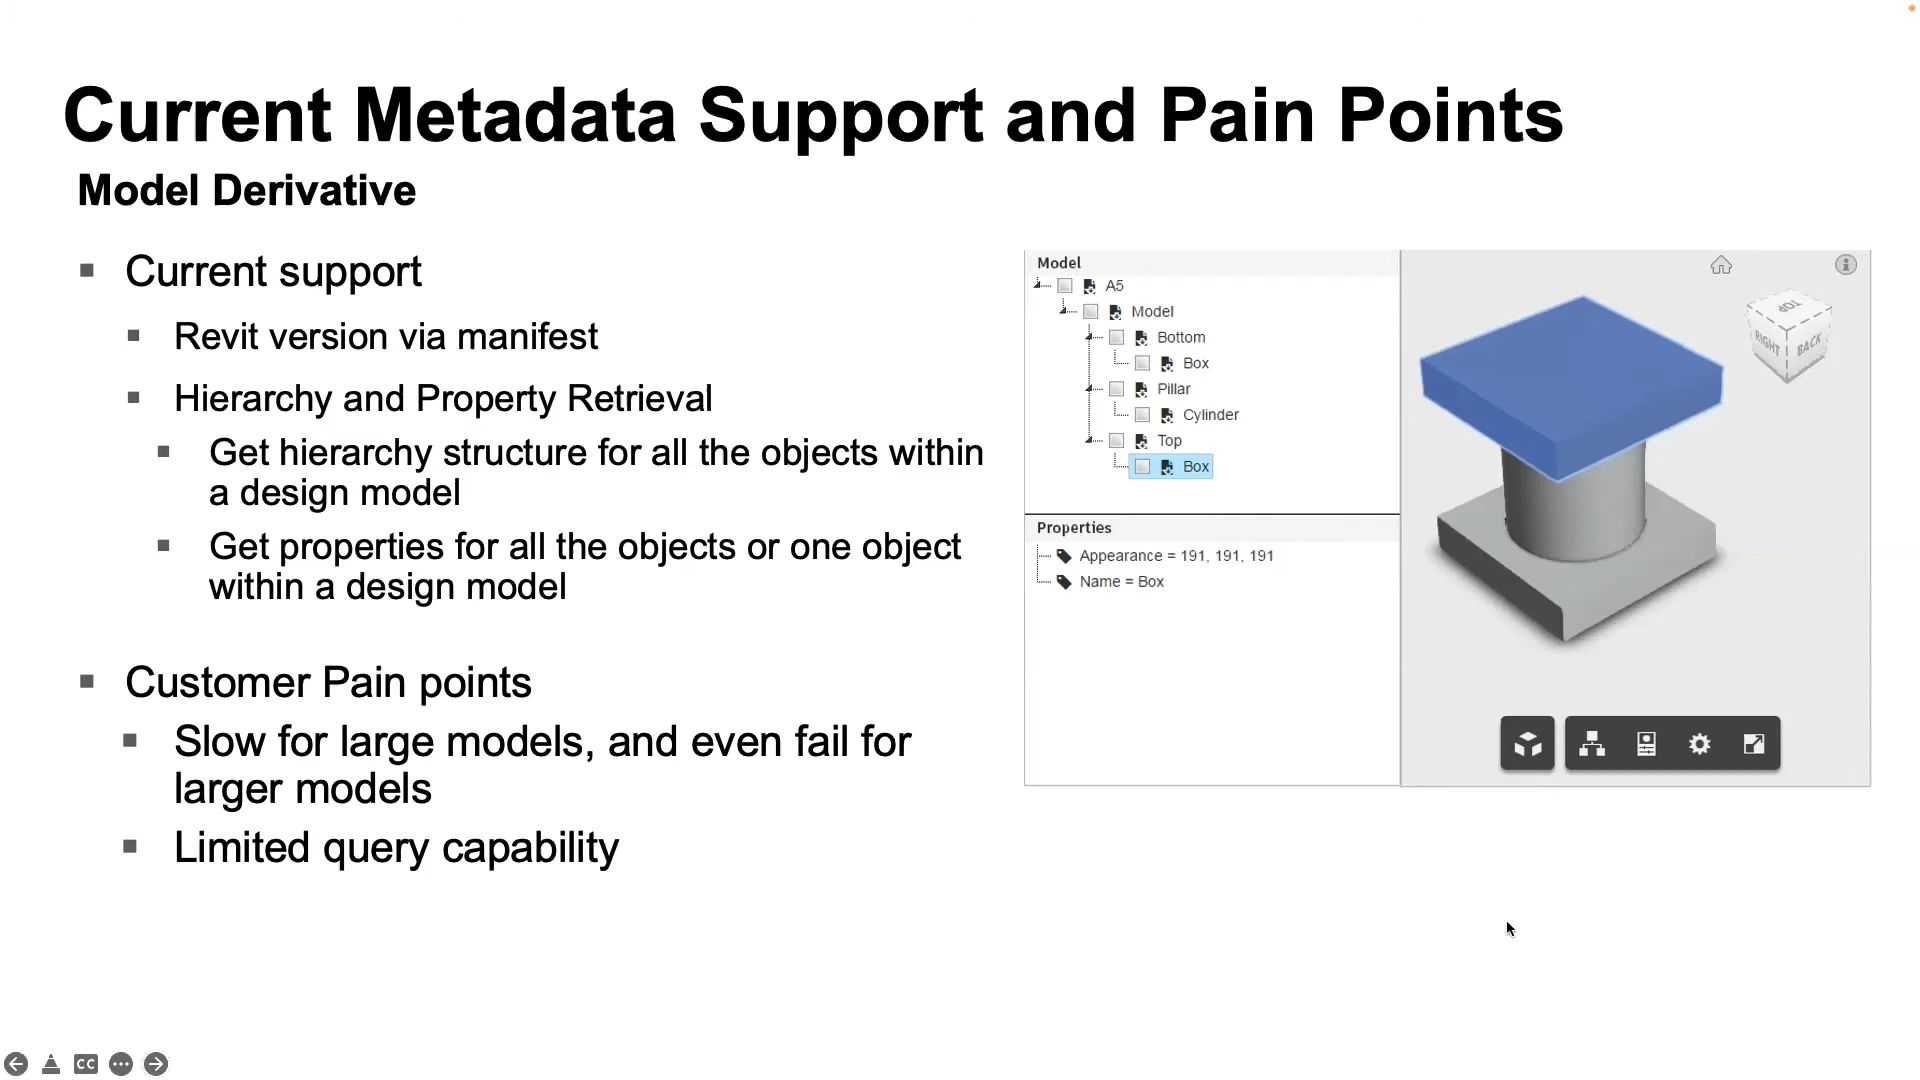 Current Metadata Support and Pain Points
Model Derivative
Current support
Revit version via manifest
Hierarchy and Property Retrieval
Get hierarchy structure for all the objects within
a design model
Get properties for all the objects or one object
within a design model
Customer Pain points
Slow for large models, and even fail for
larger models
Limited query capability
Model
A5
Model
Bottom
Box
Pillar
Cylinder
Top
Box
Properties
Appearance = 191, 191, 191
Name = Box
TOP
RIGHT
BACK
CC